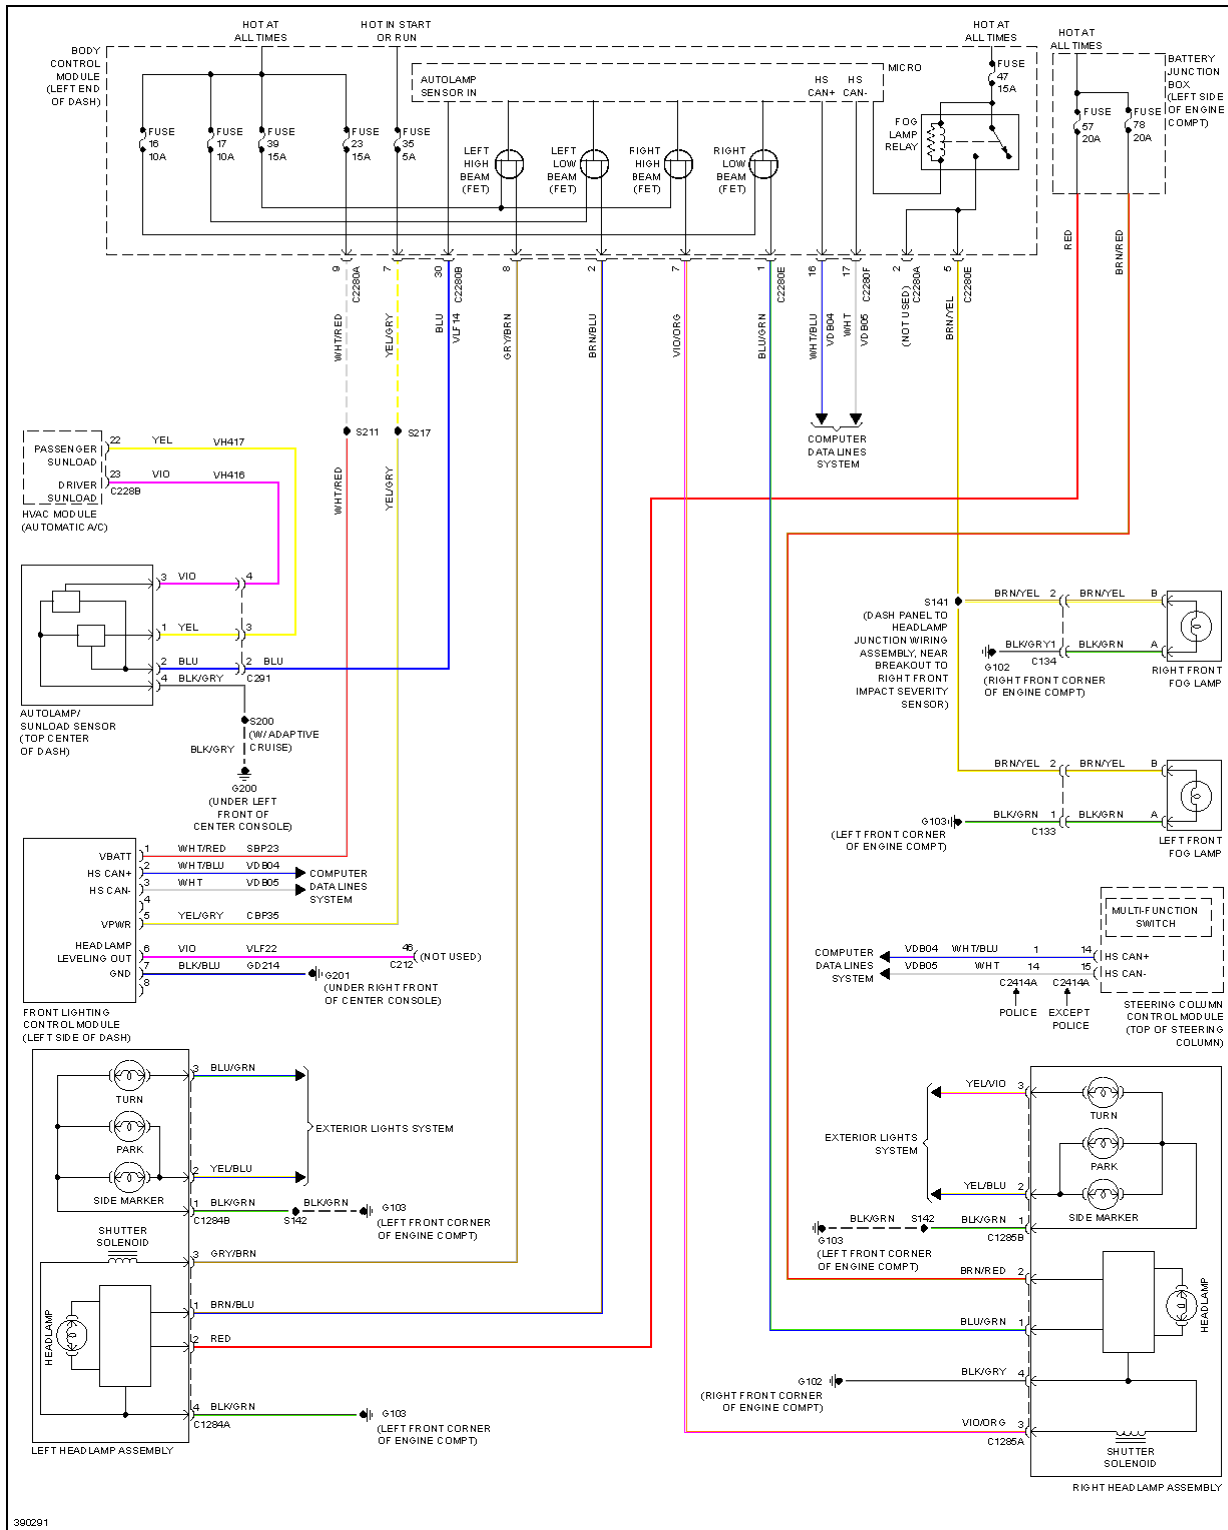 HOT AT
ALL TIMES
HOT IN START
OR RUN
HOT AT
ALL TIMES
HOT AT
ALL TIMES
BODY
CONTROL
MODULE
(LEFT END
OF DASH)
MICRO
AUTOLAMP
SENSOR IN
HS
CAN+
HS
CAN-
FUSE
47
15A
BATTERY
JUNCTION
BOX
(LEFT SIDE
OF ENGINE
COMPT)
FUSE
16
10A
FUSE
17
10A
FUSE
39
15A
FUSE
23
15A
FUSE
35
5A
LEFT
HIGH
BEAM
(FET)
LEFT
LOW
BEAM
(FET)
RIGHT
HIGH
BEAM
(FET)
RIGHT
LOW
BEAM
(FET)
FOG
LAMP
RELAY
FUSE
57
20A
FUSE
78
20A
RED
BRN/RED
9
C2280A
7
30
C2280B
8
2
7
1
C2280E
16
17
C2280F
2
C2280A
5
C2280E
WHT/RED
YEL/GRY
BLU
VLF14
GRY/BRN
BRN/BLU
VIO/ORG
BLU/GRN
WHT/BLU
VDB04
WHT
VDB05
(NOT USED)
BRN/YEL
S211
S217
WHT/RED
YEL/GRY
COMPUTER
DATA LINES
SYSTEM
PASSENGER
SUNLOAD
22
YEL
VH417
DRIVER
SUNLOAD
23
VIO
VH416
C228B
HVAC MODULE
(AUTOMATIC A/C)
3
VIO
4
1
YEL
3
2
BLU
2
BLU
4
BLK/GRY
C291
AUTOLAMP/
SUNLOAD SENSOR
(TOP CENTER
OF DASH)
S200
(W/ ADAPTIVE
CRUISE)
BLK/GRY
G200
(UNDER LEFT
FRONT OF
CENTER CONSOLE)
S141
(DASH PANEL TO
HEADLAMP
JUNCTION WIRING
ASSEMBLY, NEAR
BREAKOUT TO
RIGHT FRONT
IMPACT SEVERITY
SENSOR)
BRN/YEL
2
BRN/YEL
B
BLK/GRY
1
BLK/GRN
A
G102
C134
(RIGHT FRONT CORNER
OF ENGINE COMPT)
RIGHT FRONT
FOG LAMP
BRN/YEL
2
BRN/YEL
B
G103
BLK/GRN
1
BLK/GRN
A
C133
(LEFT FRONT CORNER
OF ENGINE COMPT)
LEFT FRONT
FOG LAMP
VBATT
1
WHT/RED
SBP23
HS CAN+
2
WHT/BLU
VDB04
HS CAN-
3
WHT
VDB05
4
VPWR
5
YEL/GRY
CBP35
HEADLAMP
LEVELING OUT
6
VIO
VLF22
46
C212
(NOT USED)
GND
7
BLK/BLU
GD214
8
COMPUTER
DATA LINES
SYSTEM
G201
(UNDER RIGHT FRONT
OF CENTER CONSOLE)
FRONT LIGHTING
CONTROL MODULE
(LEFT SIDE OF DASH)
MULTI-FUNCTION
SWITCH
COMPUTER
DATA LINES
SYSTEM
VDB04
WHT/BLU
1
14
HS CAN+
VDB05
WHT
14
15
HS CAN-
C2414A
C2414A
POLICE
EXCEPT
POLICE
STEERING COLUMN
CONTROL MODULE
(TOP OF STEERING
COLUMN)
TURN
3
BLU/GRN
PARK
EXTERIOR LIGHTS SYSTEM
SIDE MARKER
2
YEL/BLU
1
BLK/GRN
BLK/GRN
G103
(LEFT FRONT CORNER
OF ENGINE COMPT)
C1284B
S142
SHUTTER
SOLENOID
3
GRY/BRN
HEADLAMP
1
BRN/BLU
2
RED
4
BLK/GRN
C1284A
G103
(LEFT FRONT CORNER
OF ENGINE COMPT)
LEFT HEADLAMP ASSEMBLY
YEL/VIO
3
TURN
EXTERIOR LIGHTS
SYSTEM
PARK
YEL/BLU
2
SIDE MARKER
BLK/GRN
S142
BLK/GRN
1
C1285B
G103
(LEFT FRONT CORNER
OF ENGINE COMPT)
BRN/RED
2
HEADLAMP
BLU/GRN
1
G102
(RIGHT FRONT CORNER
OF ENGINE COMPT)
BLK/GRY
4
VIO/ORG
3
C1285A
SHUTTER
SOLENOID
RIGHT HEADLAMP ASSEMBLY
390291